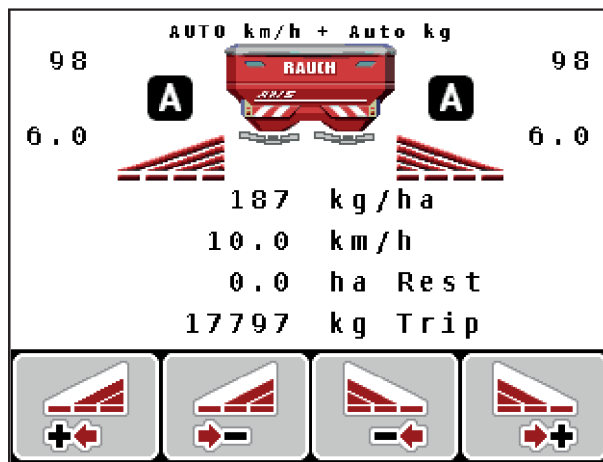 AUTO km/h + Auto kg
98
98
RAUCH
A
A
6.0
6.0
187 kg/ha
10.0 km/h
0.0 ha Rest
17797 kg Trip